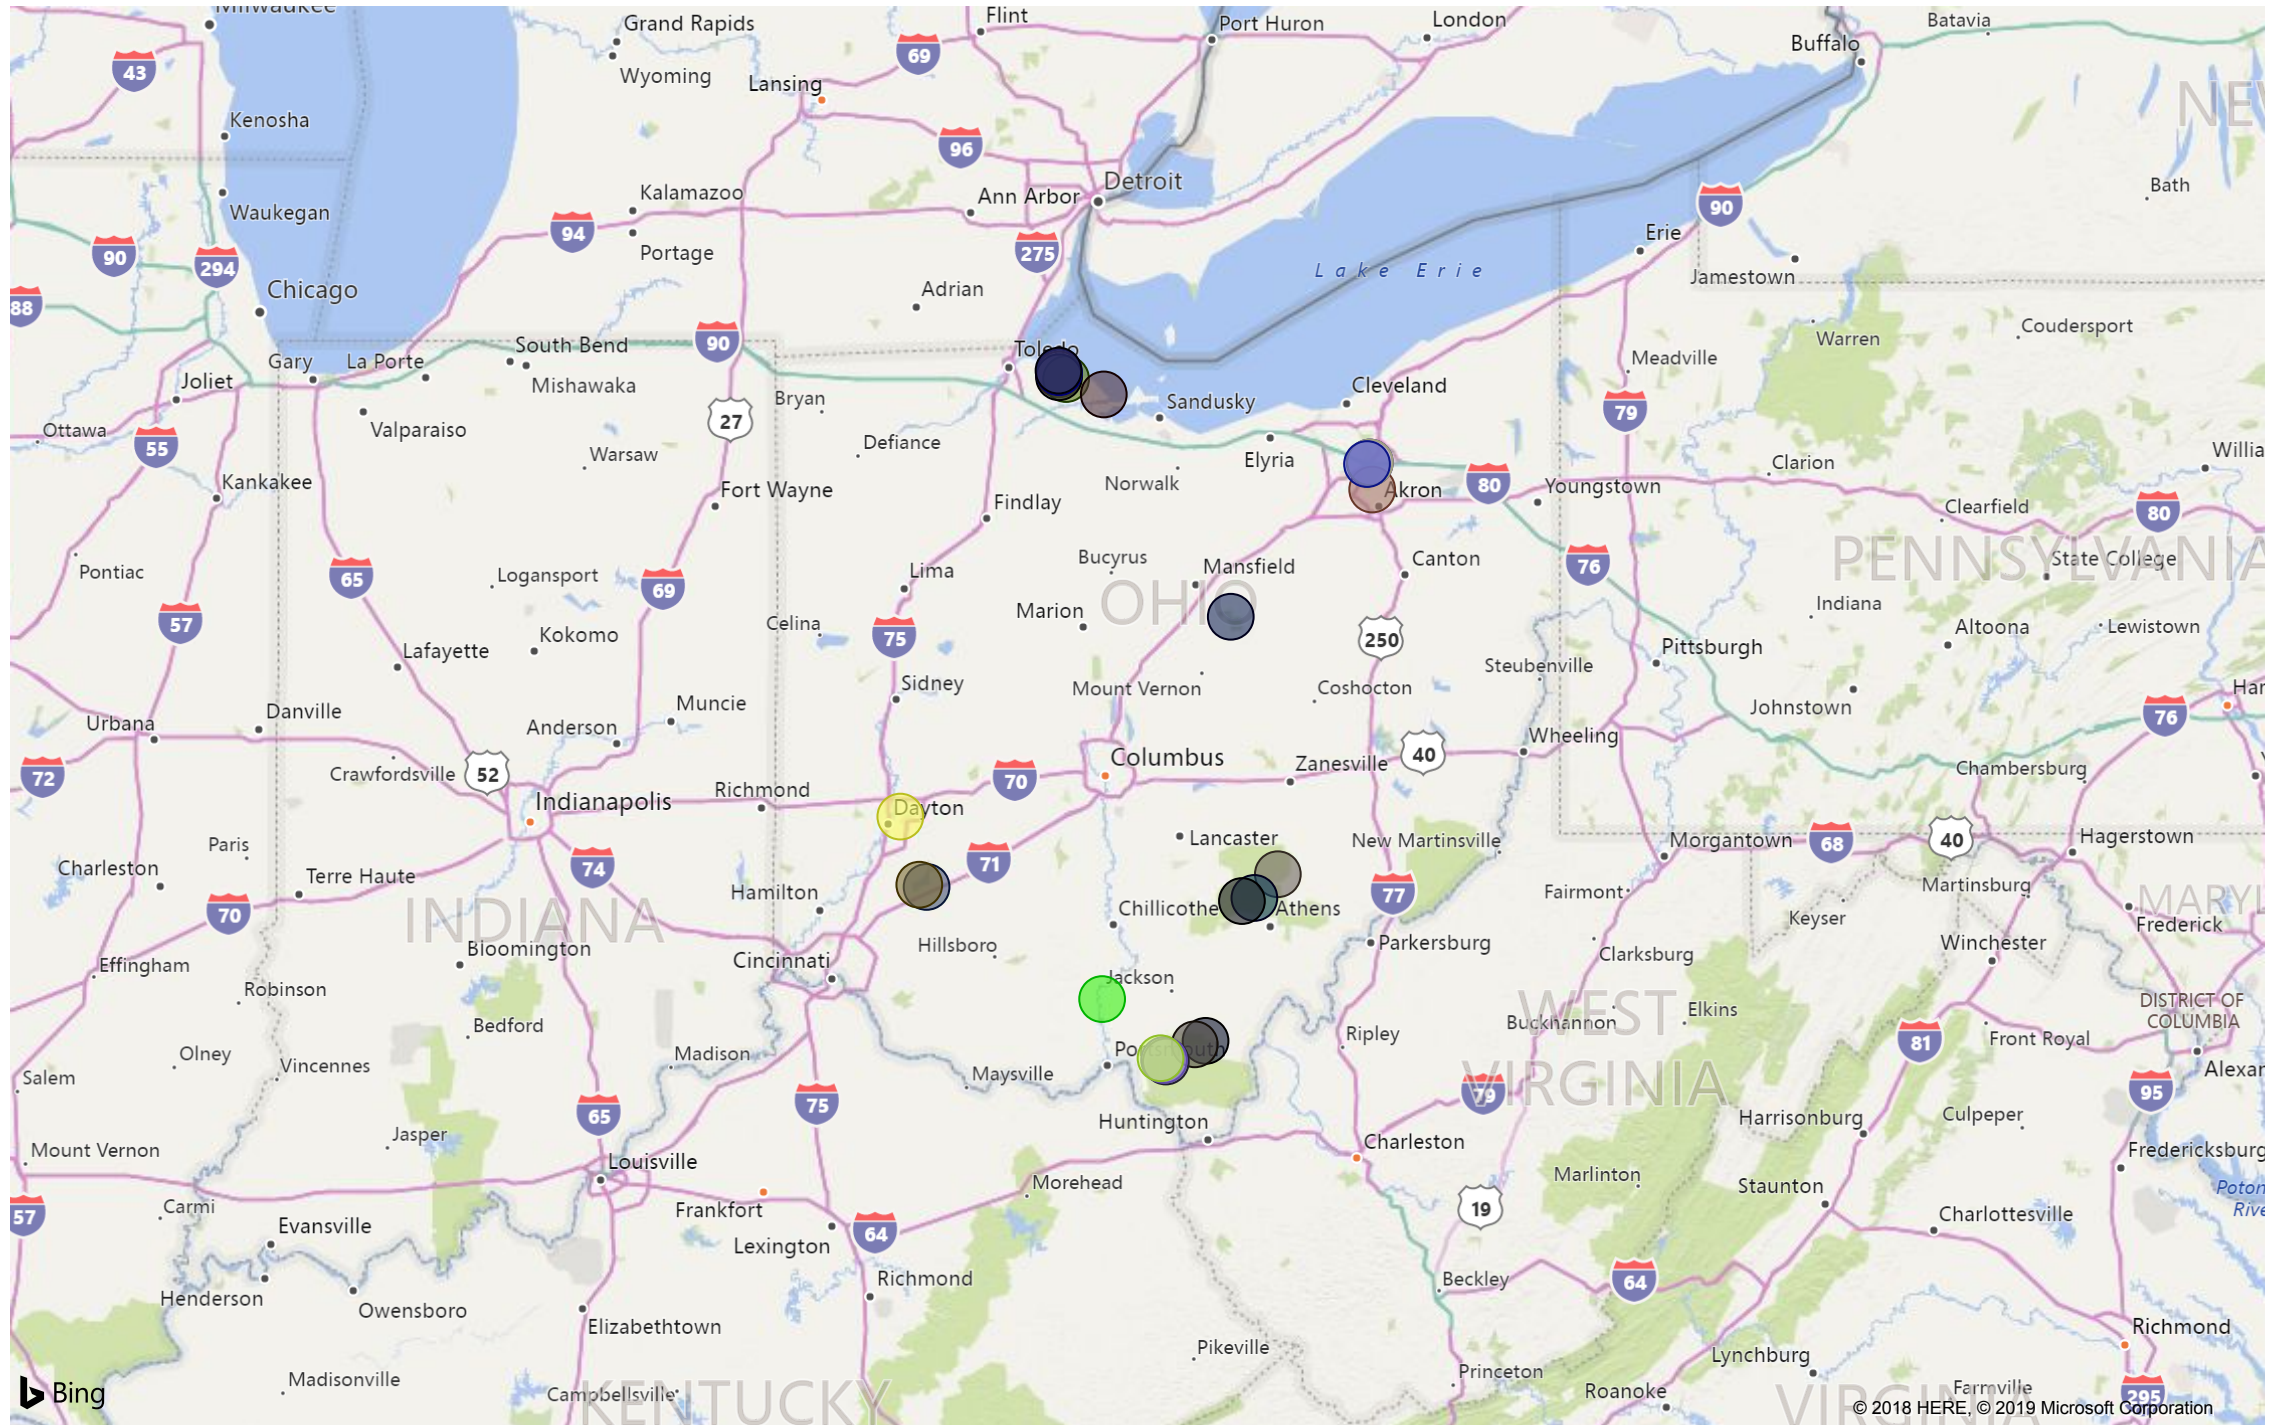 Milwaukee
Grand Rapids
Flint
Port Huron
London
Batavia
Buffalo
43
69
Wyoming
Lansing
NEW
Kenosha
96
Kalamazoo
Ann Arbor
Detroit
Bath
90
Waukegan
94
Portage
275
Erie
90
294
Lake Erie
Jamestown
Chicago
Adrian
88
Coudersport
Warren
90
South Bend
Toledo
Gary
La Porte
Meadville
Joliet
Mishawaka
Cleveland
Bryan
Sandusky
79
27
Ottawa
Valparaiso
55
Defiance
Elyria
Willia
Warsaw
Clarion
Kankakee
Norwalk
80
Fort Wayne
Akron
Youngstown
Findlay
Clearfield
80
Pontiac
65
Logansport
69
Lima
Bucyrus
Mansfield
Canton
76
PENNSYLVANIA
State College
OHIO
Marion
Indiana
57
Celina
Kokomo
75
250
Altoona
Lewistown
Lafayette
Steubenville
Pittsburgh
Sidney
Mount Vernon
Coshocton
Har
Danville
Muncie
Johnstown
76
Urbana
Anderson
Wheeling
72
Crawfordsville
52
70
Columbus
Zanesville
40
Chambersburg
Indianapolis
Richmond
Dayton
Paris
Lancaster
New Martinsville
Morgantown
68
40
Hagerstown
Charleston
74
71
Terre Haute
Hamilton
77
Fairmont
Martinsburg
70
INDIANA
Chillicothe
Athens
Keyser
MARYL
Frederick
Bloomington
Hillsboro
Parkersburg
Clarksburg
Winchester
Effingham
Cincinnati
Jackson
Robinson
WEST
VIRGINIA
Elkins
DISTRICT OF
COLUMBIA
Bedford
Buckhannon
Ripley
81
Front Royal
Olney
Madison
Portsmouth
Vincennes
Alexan
Salem
Maysville
79
95
65
75
Huntington
Harrisonburg
Culpeper
Jasper
Charleston
Mount Vernon
Fredericksburg
Louisville
Marlinton
Morehead
Staunton
Potom
Rive
57
Carmi
Frankfort
19
Charlottesville
Evansville
64
Lexington
Henderson
Richmond
Beckley
64
Owensboro
Elizabethtown
Richmond
Pikeville
Lynchburg
Princeton
Bing
Madisonville
Campbellsville
KENTUCKY
Roanoke
VIRGINIA
Farmville
295
© 2018 HERE, © 2019 Microsoft Corporation